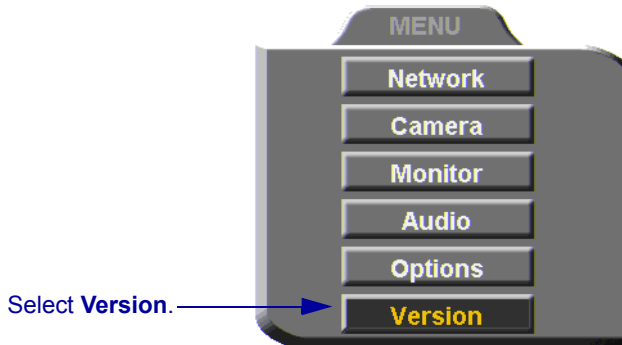 MENU
Network
Camera
Monitor
Audio
Options
Select Version.
Version